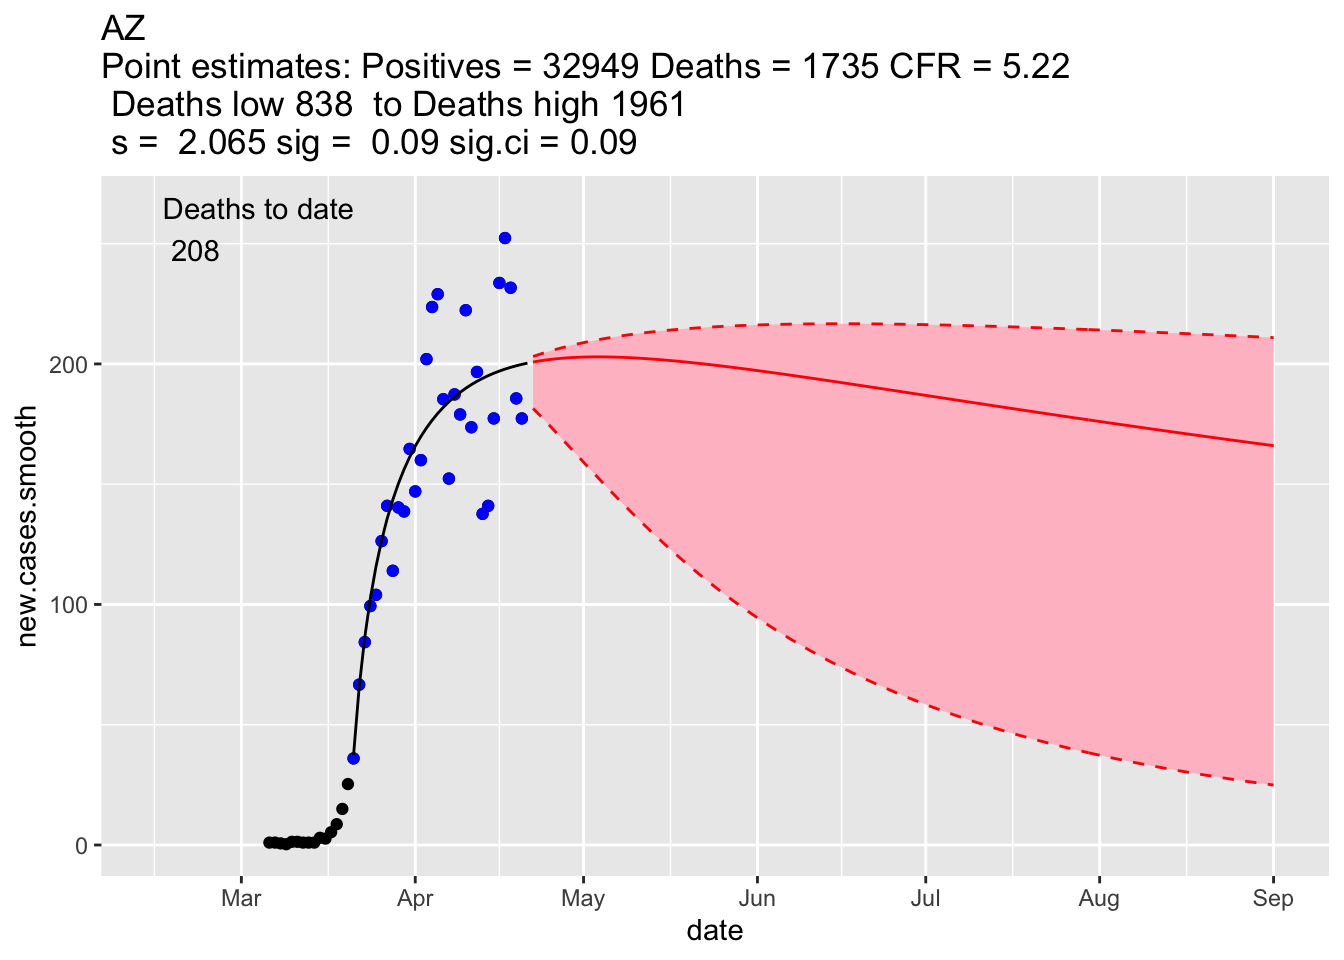 AZ
Point estimates: Positives = 32949 Deaths = 1735 CFR = 5.22
Deaths low 838  to Deaths high 1961
s =  2.065 sig =  0.09 sig.ci = 0.09
Deaths to date
208
200
100
0
new.cases.smooth
Mar Apr May Jun Jul Aug Sep
date